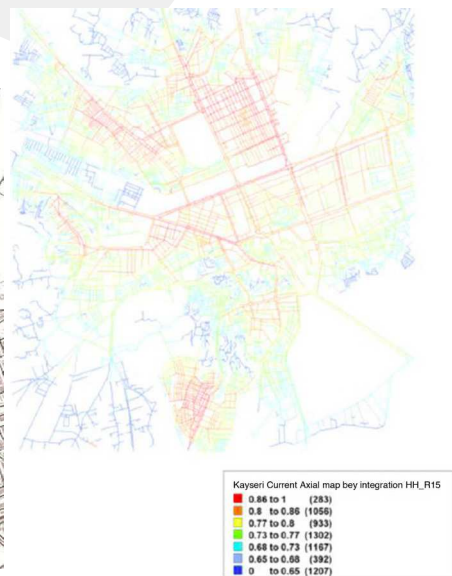 Kayseri Current Axial map bey integration HH_R15
0.86 to 1 (283)
0.8 to 0.86 (1056)
0.77 to 0.8 (933)
0.73 to 0.77 (1302)
0.68 to 0.73 (1167)
0.65 to 0.68 (392)
0 to 0.65 (1207)